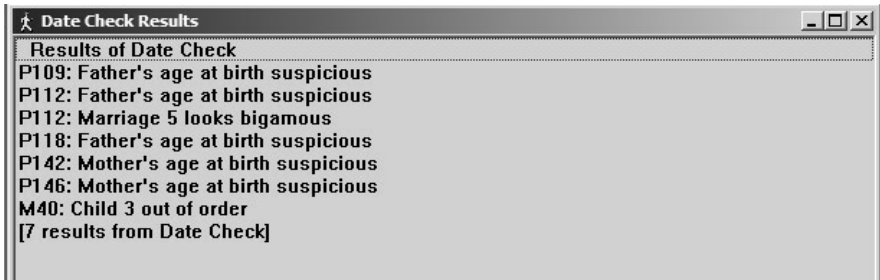 Date Check Results
Results of Date Check
P109: Father's age at birth suspicious
P112: Father's age at birth suspicious
P112: Marriage 5 looks bigamous
P118: Father's age at birth suspicious
P142: Mother's age at birth suspicious
P146: Mother's age at birth suspicious
M40: Child 3 out of order
[7 results from Date Check]